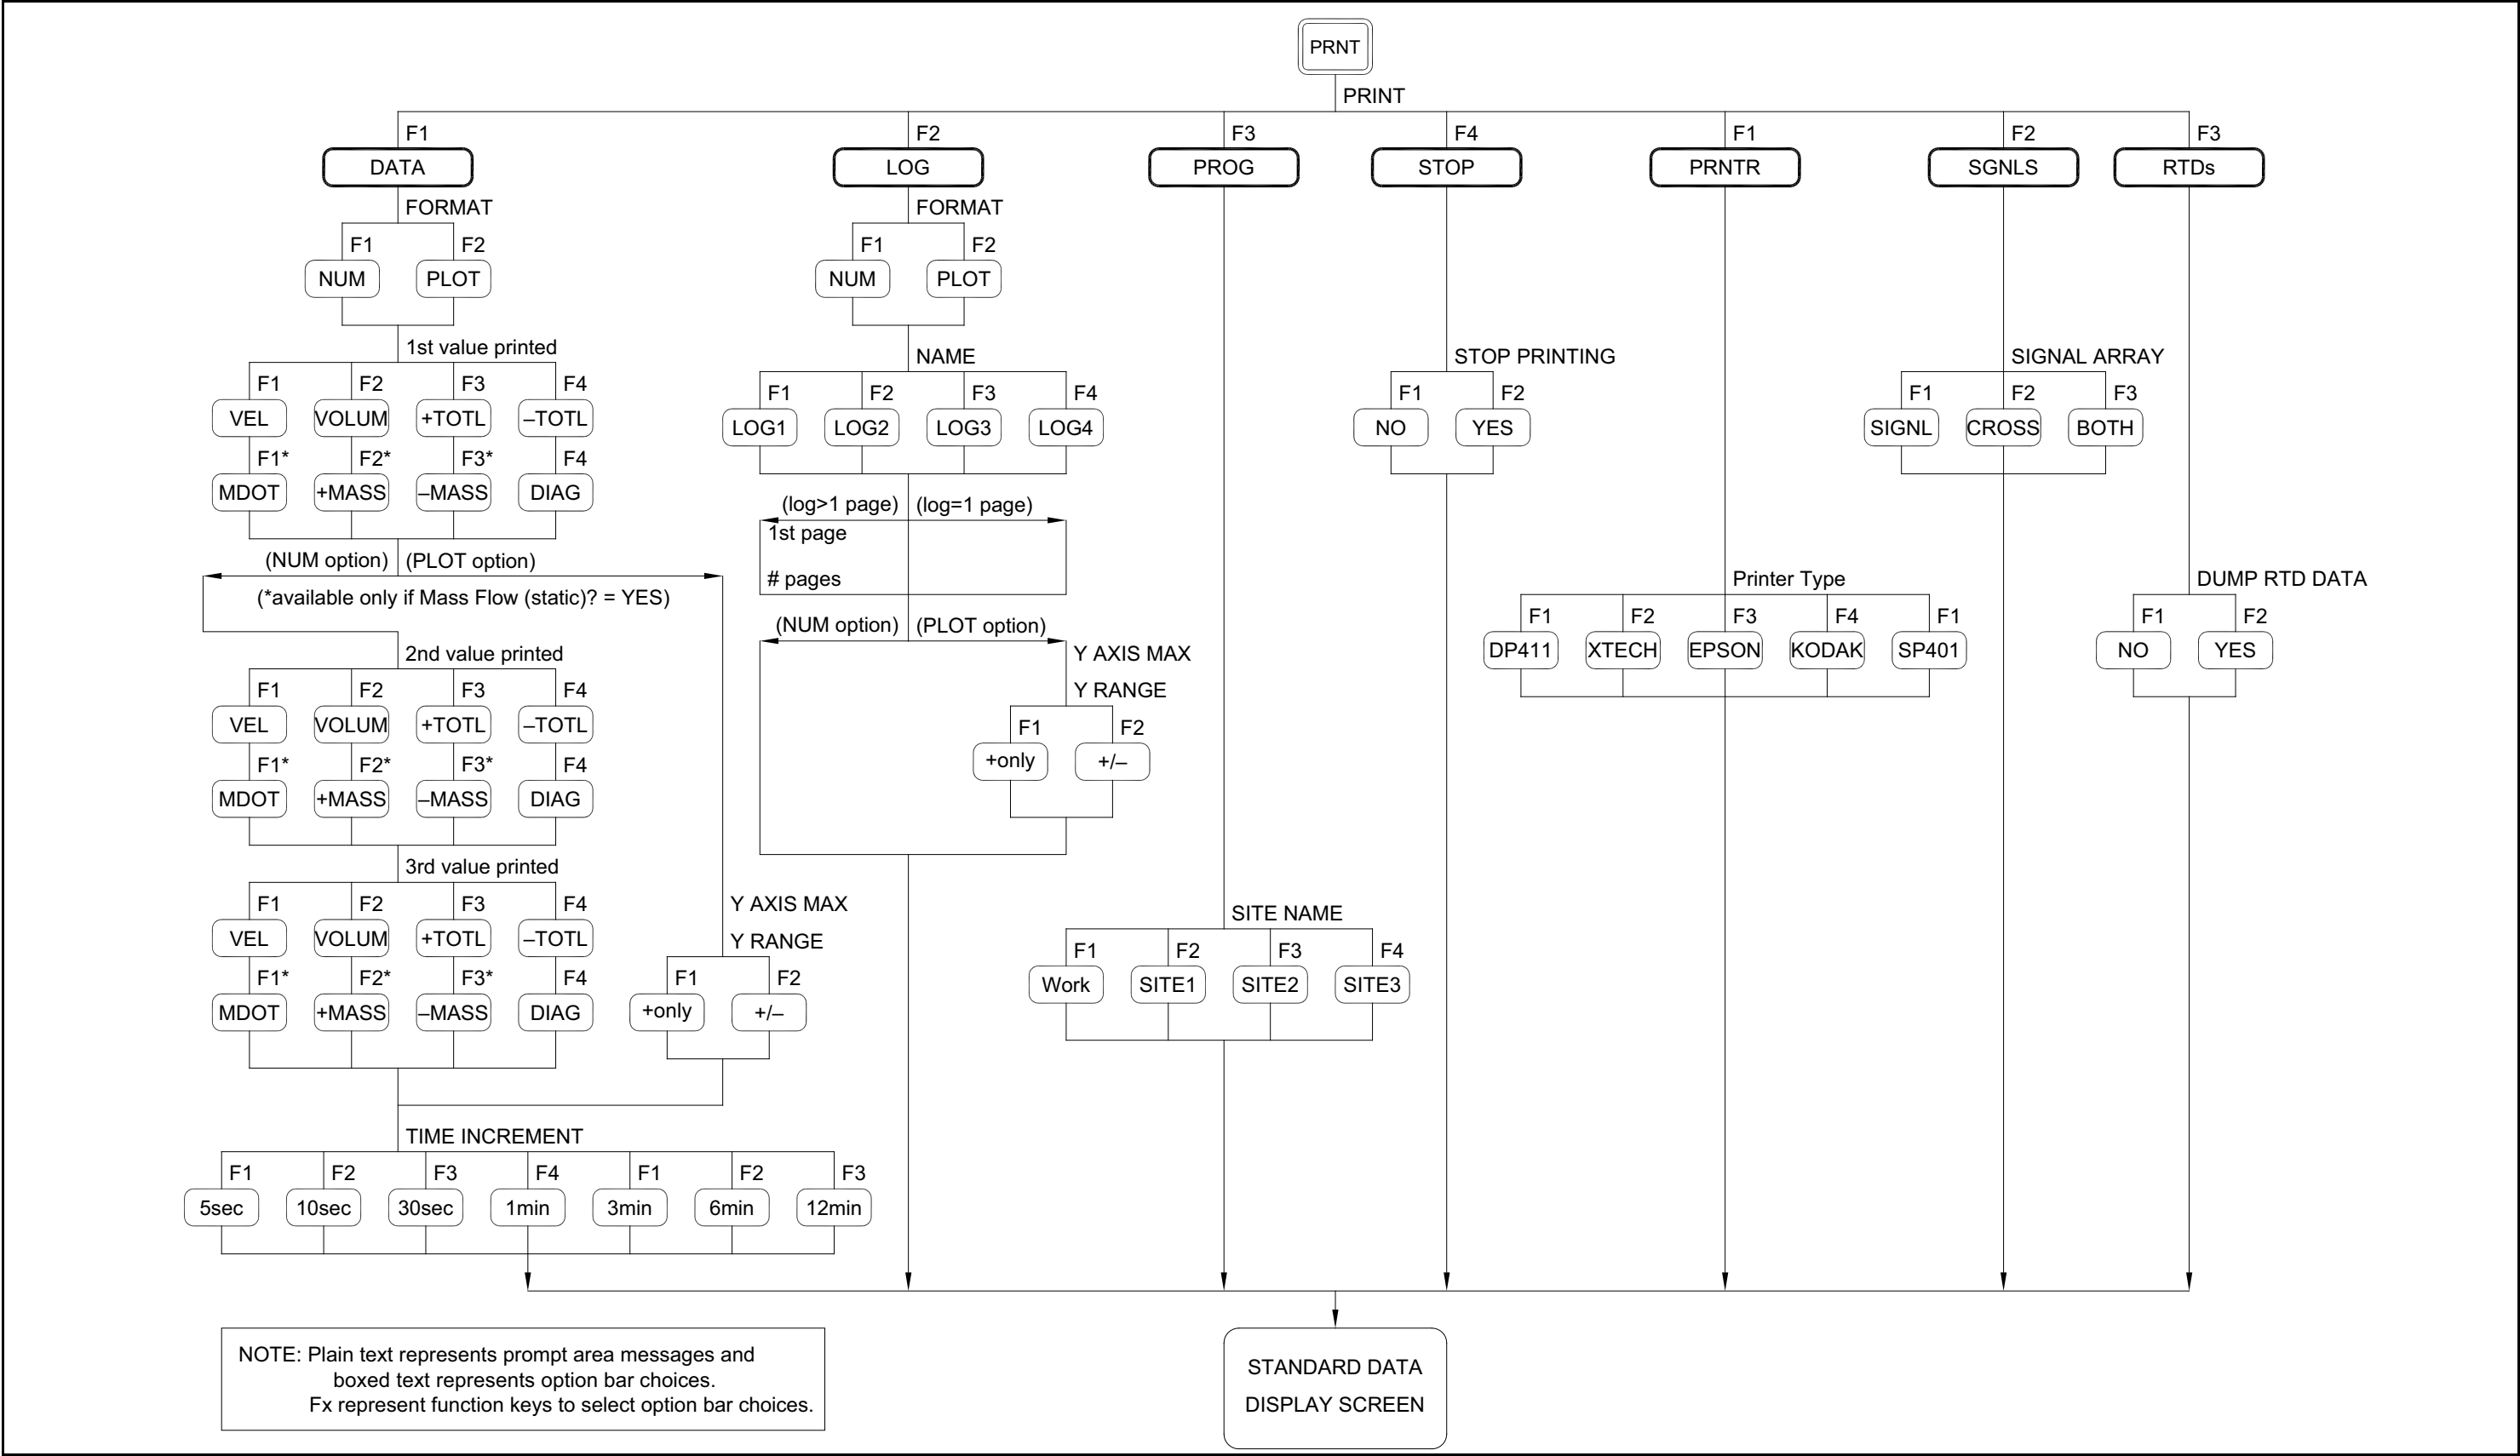 PRNT
PRINT
F1 F2 F3 F4 F1 F2 F3
DATA LOG PROG STOP PRNTR SGNLS RTDs
FORMAT
F1 F2
NUM PLOT
1st value printed
F1 F2 F3 F4
VEL VOLUM +TOTL –TOTL
F1* F2* F3* F4
MDOT +MASS –MASS DIAG
(NUM option) (PLOT option)
(*available only if Mass Flow (static)? = YES)
2nd value printed
F1 F2 F3 F4
VEL VOLUM +TOTL –TOTL
F1* F2* F3* F4
MDOT +MASS –MASS DIAG
3rd value printed
F1 F2 F3 F4
VEL VOLUM +TOTL –TOTL
F1* F2* F3* F4
MDOT +MASS –MASS DIAG
Y AXIS MAX
Y RANGE
F1 F2
+only +/–
TIME INCREMENT
F1 F2 F3 F4 F1 F2 F3
5sec 10sec 30sec 1min 3min 6min 12min
FORMAT
F1 F2
NUM PLOT
NAME
F1 F2 F3 F4
LOG1 LOG2 LOG3 LOG4
(log>1 page) (log=1 page)
1st page
# pages
(NUM option) (PLOT option)
Y AXIS MAX
Y RANGE
F1 F2
+only +/–
SITE NAME
F1 F2 F3 F4
Work SITE1 SITE2 SITE3
STOP PRINTING
F1 F2
NO YES
Printer Type
F1 F2 F3 F4 F1
DP411 XTECH EPSON KODAK SP401
SIGNAL ARRAY
F1 F2 F3
SIGNL CROSS BOTH
DUMP RTD DATA
F1 F2
NO YES
NOTE: Plain text represents prompt area messages and
boxed text represents option bar choices.
Fx represent function keys to select option bar choices.
STANDARD DATA
DISPLAY SCREEN